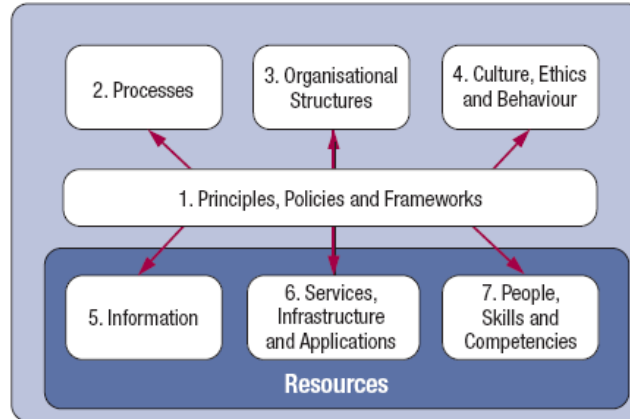 2. Processes
3. Organisational
Structures
4. Culture, Ethics
and Behaviour
1. Principles, Policies and Frameworks
5. Information
6. Services,
Infrastructure
and Applications
7. People,
Skills and
Competencies
Resources